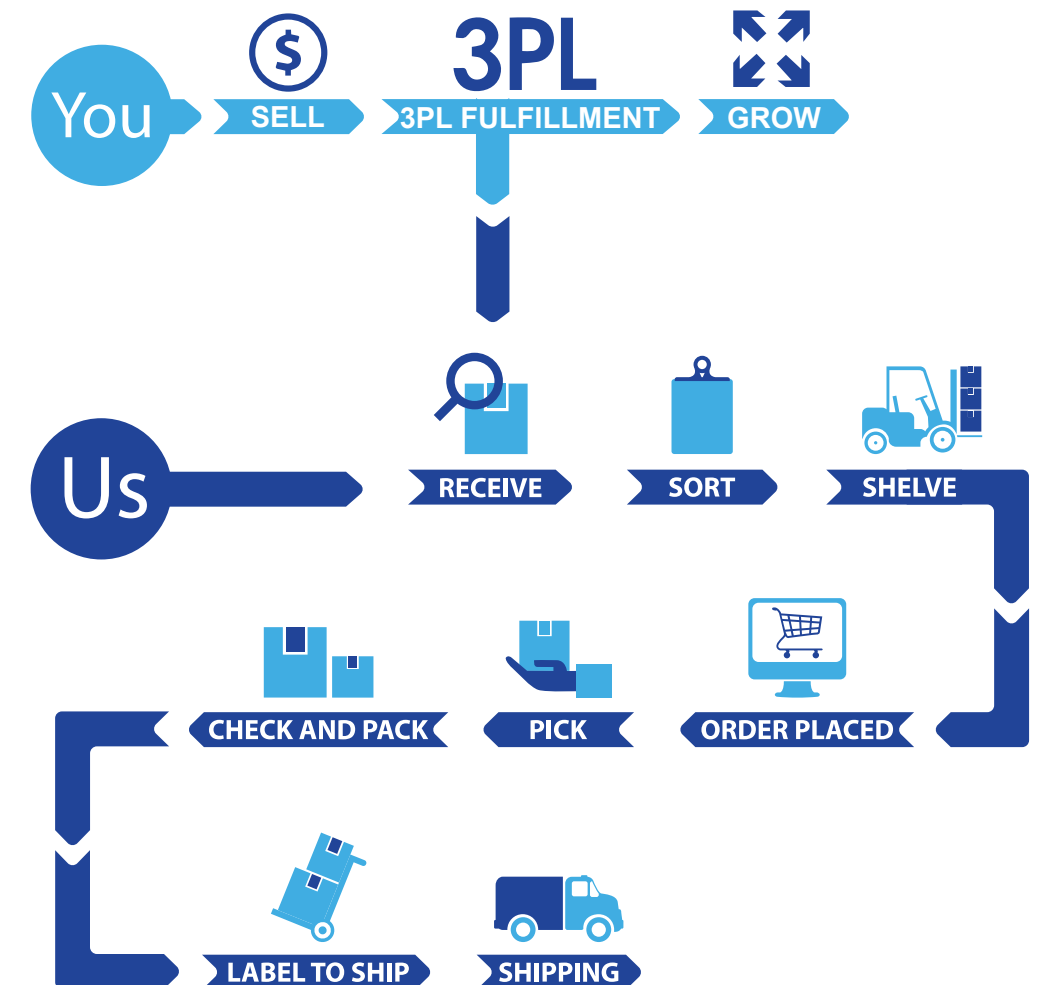 You
$
3PL
SELL
3PL FULFILLMENT
GROW
Us
RECEIVE
SORT
SHELVE
CHECK AND PACK
PICK
ORDER PLACED
LABEL TO SHIP
SHIPPING